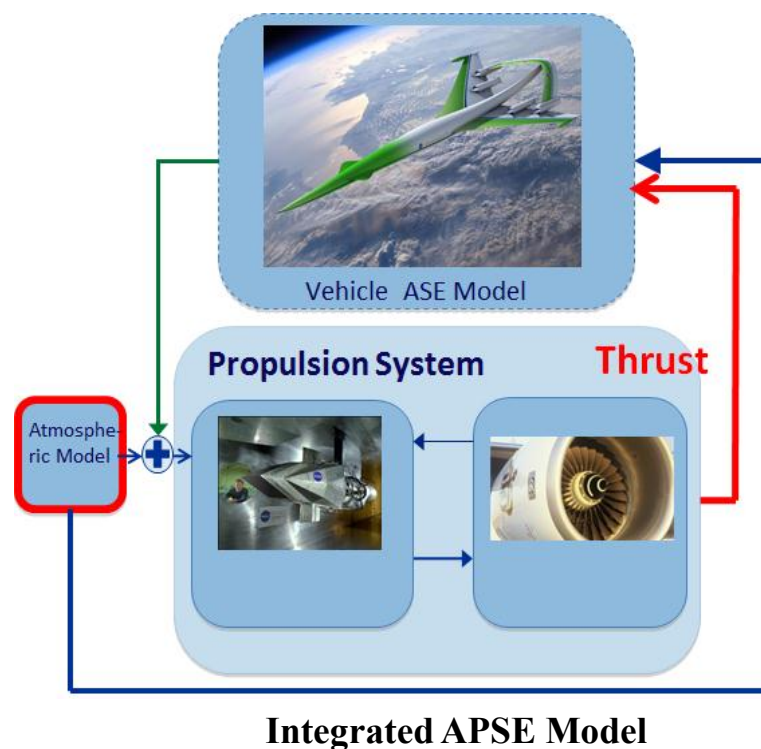 Vehicle ASE Model
Propulsion System
Thrust
Atmosphe-
ric Model
Integrated APSE Model